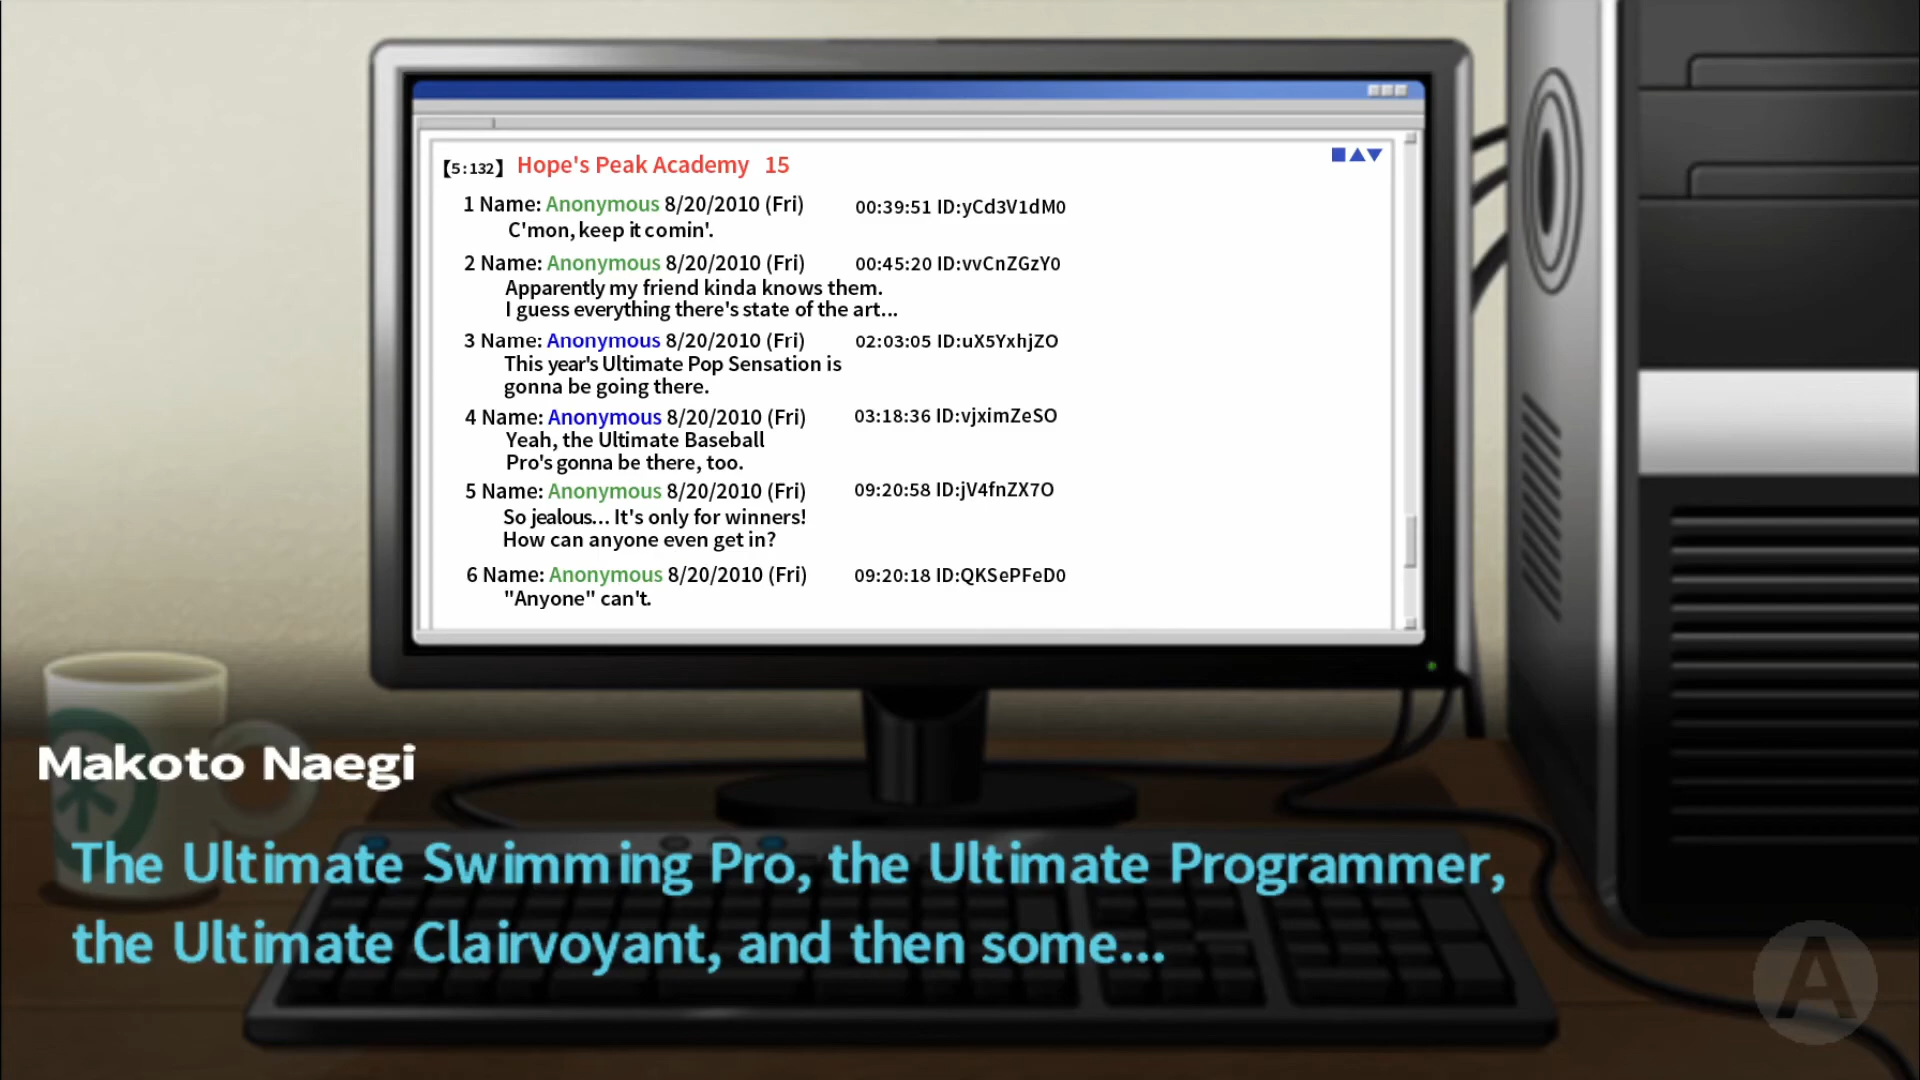 【5:132】 Hope's Peak Academy 15
1 Name: Anonymous 8/20/2010 (Fri) 00:39:51 ID:yCd3V1dM0
C'mon, keep it comin'.
2 Name: Anonymous 8/20/2010 (Fri) 00:45:20 ID:vvCnZGzY0
Apparently my friend kinda knows them.
I guess everything there's state of the art...
3 Name: Anonymous 8/20/2010 (Fri) 02:03:05 ID:uX5YxhjZO
This year's Ultimate Pop Sensation is
gonna be going there.
4 Name: Anonymous 8/20/2010 (Fri) 03:18:36 ID:vjximZeSO
Yeah, the Ultimate Baseball
Pro's gonna be there, too.
5 Name: Anonymous 8/20/2010 (Fri) 09:20:58 ID:jV4fnZX7O
So jealous... It's only for winners!
How can anyone even get in?
6 Name: Anonymous 8/20/2010 (Fri) 09:20:18 ID:QKSePFeD0
"Anyone" can't.
Makoto Naegi
The Ultimate Swimming Pro, the Ultimate Programmer,
the Ultimate Clairvoyant, and then some...
A